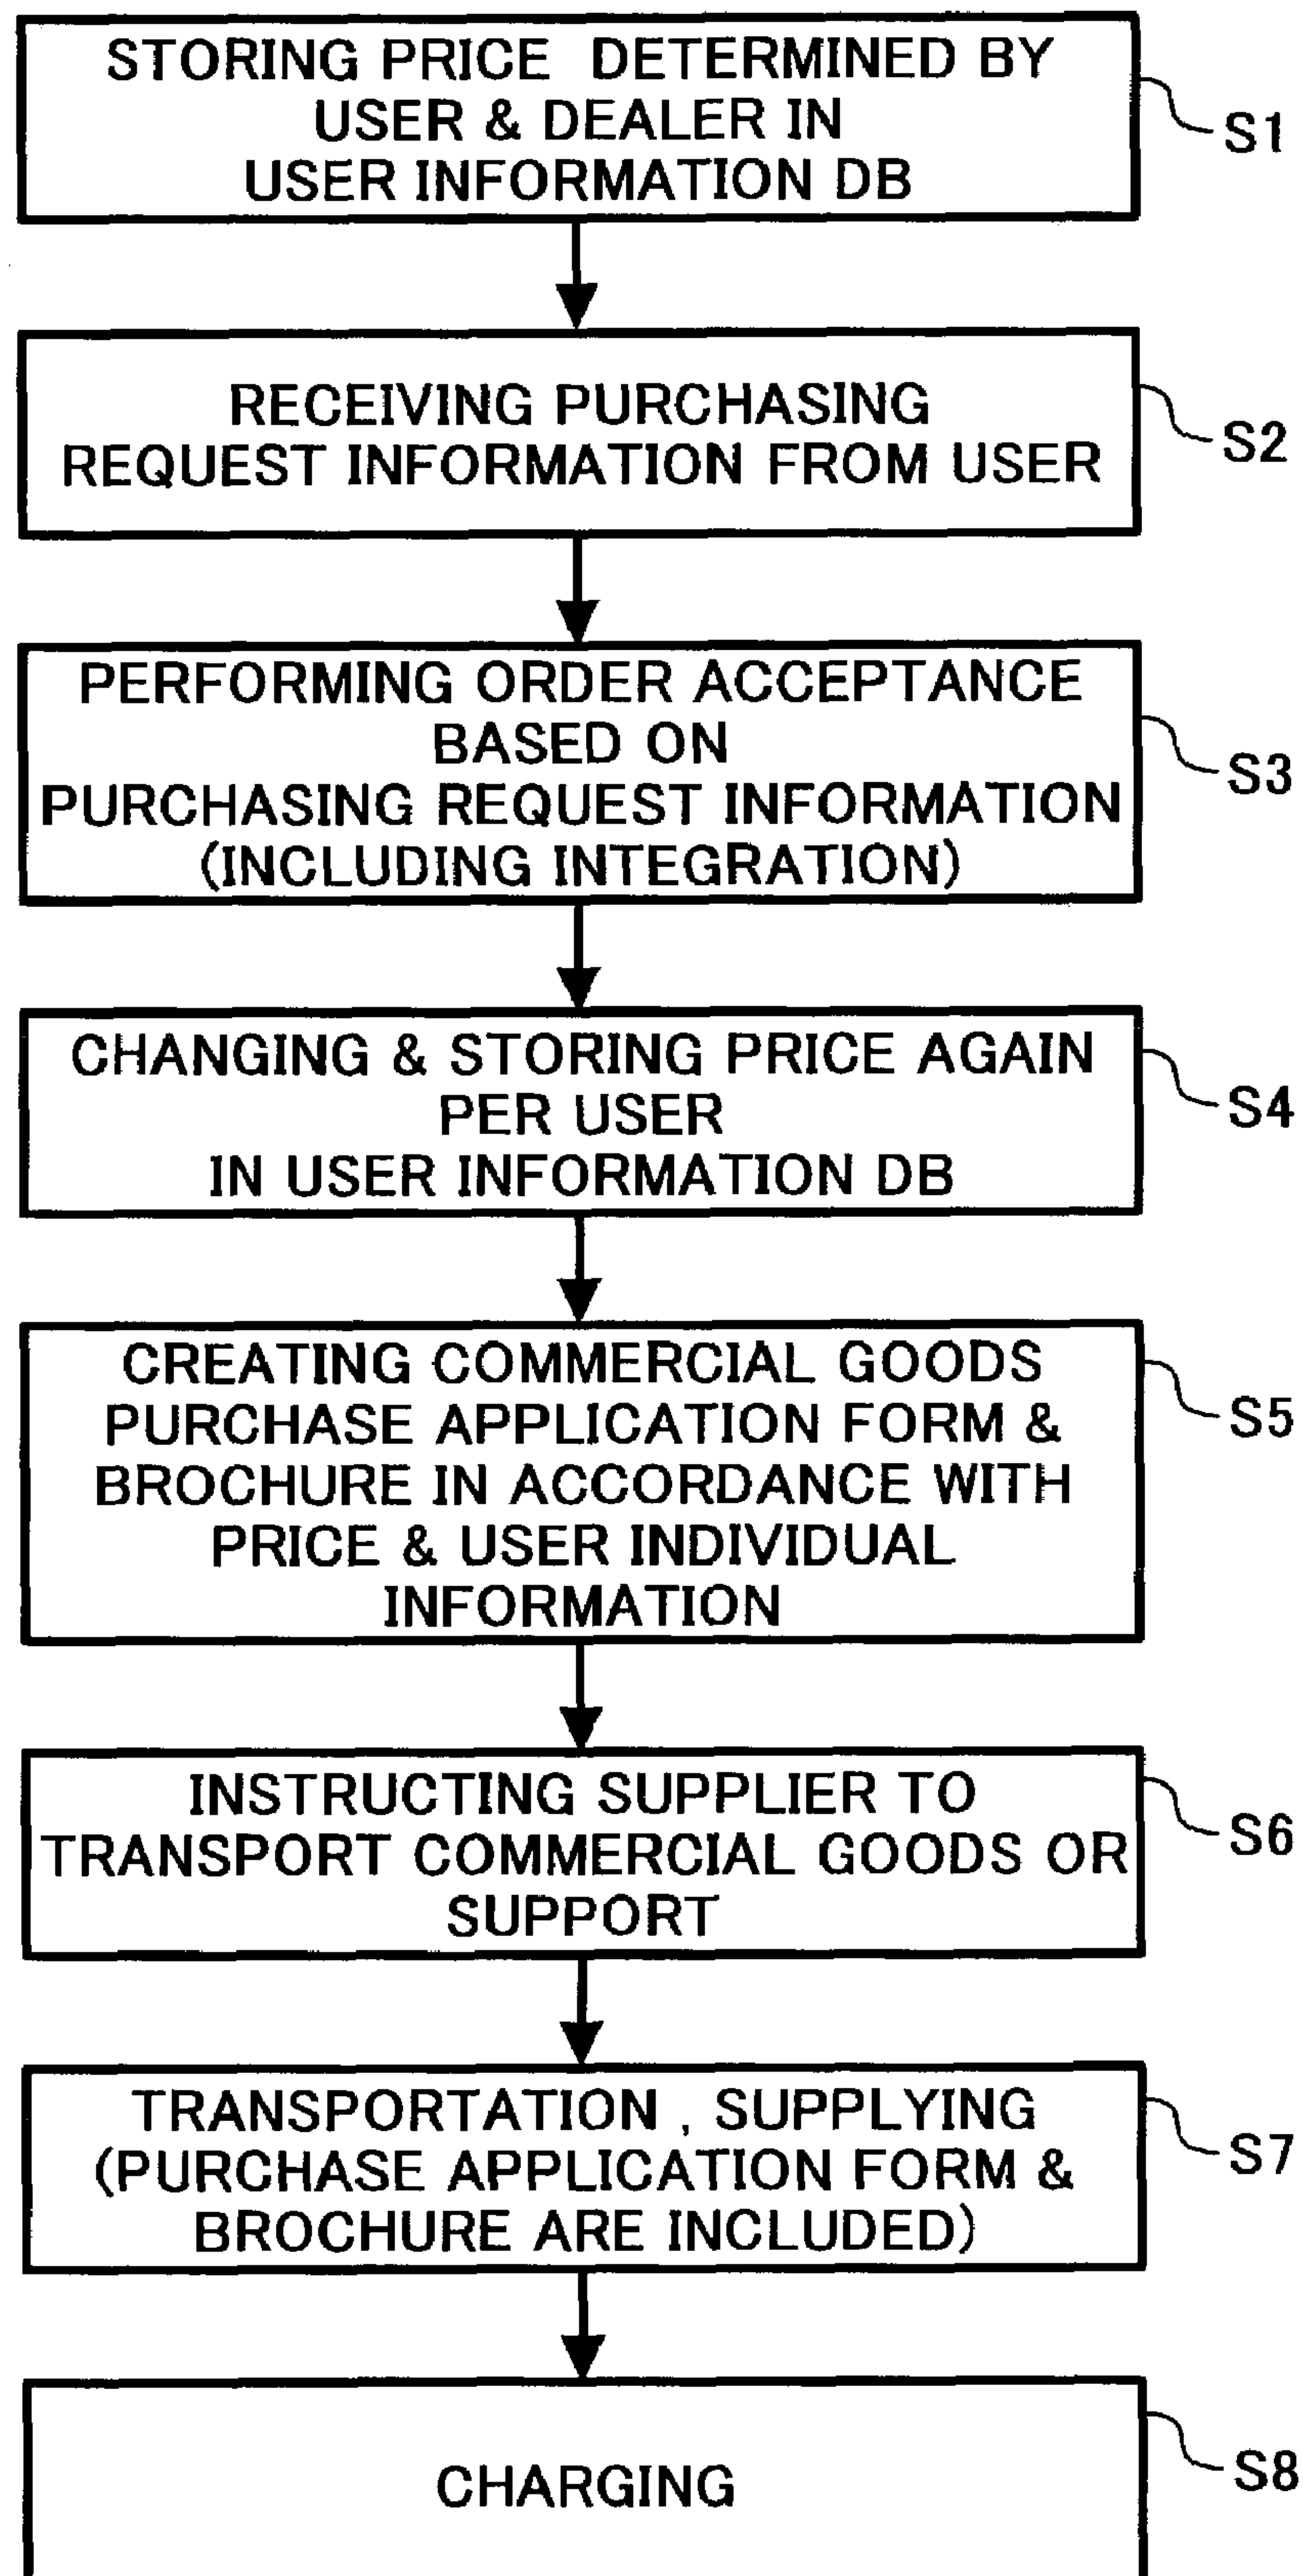 STORING PRICE DETERMINED BY
USER & DEALER IN
USER INFORMATION DB
S1
RECEIVING PURCHASING
REQUEST INFORMATION FROM USER
S2
PERFORMING ORDER ACCEPTANCE
BASED ON
PURCHASING REQUEST INFORMATION
(INCLUDING INTEGRATION)
S3
CHANGING & STORING PRICE AGAIN
PER USER
IN USER INFORMATION DB
S4
CREATING COMMERCIAL GOODS
PURCHASE APPLICATION FORM &
BROCHURE IN ACCORDANCE WITH
PRICE & USER INDIVIDUAL
INFORMATION
S5
INSTRUCTING SUPPLIER TO
TRANSPORT COMMERCIAL GOODS OR
SUPPORT
S6
TRANSPORTATION , SUPPLYING
(PURCHASE APPLICATION FORM &
BROCHURE ARE INCLUDED)
S7
CHARGING
S8